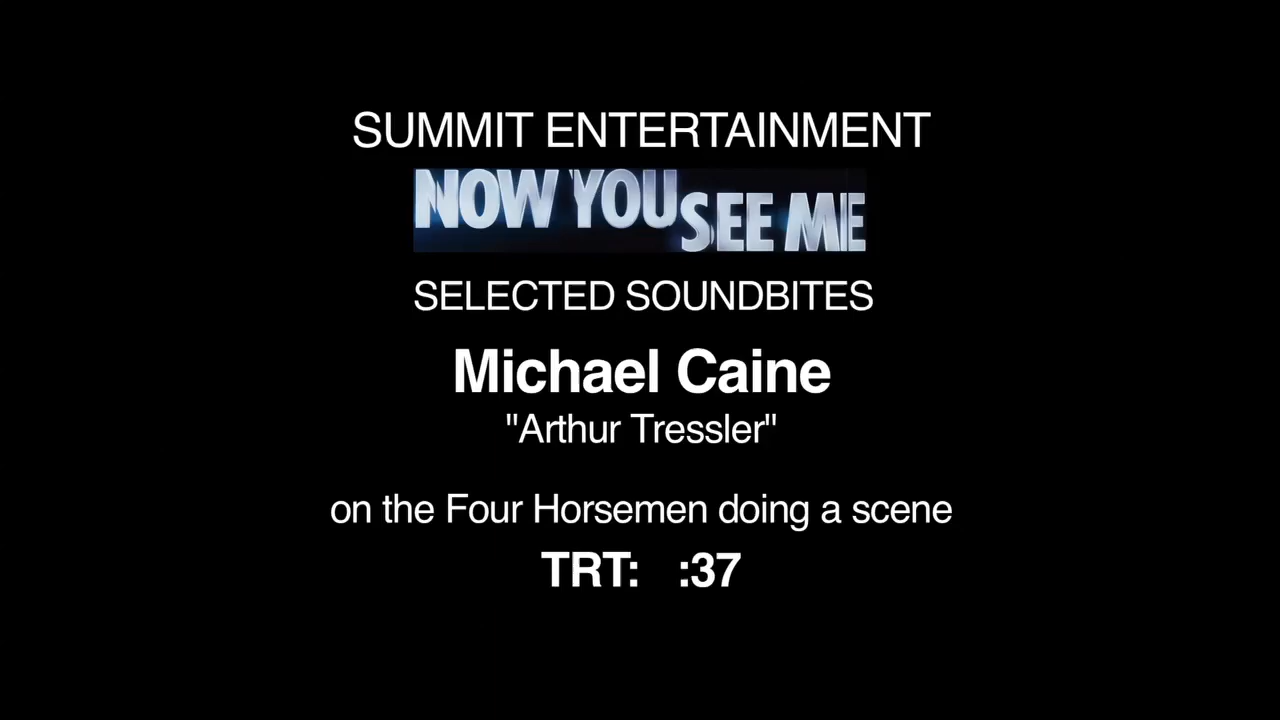 SUMMIT ENTERTAINMENT
NOW YOU SEE ME
SELECTED SOUNDBITES
Michael Caine
"Arthur Tressler"
on the Four Horsemen doing a scene
TRT: :37